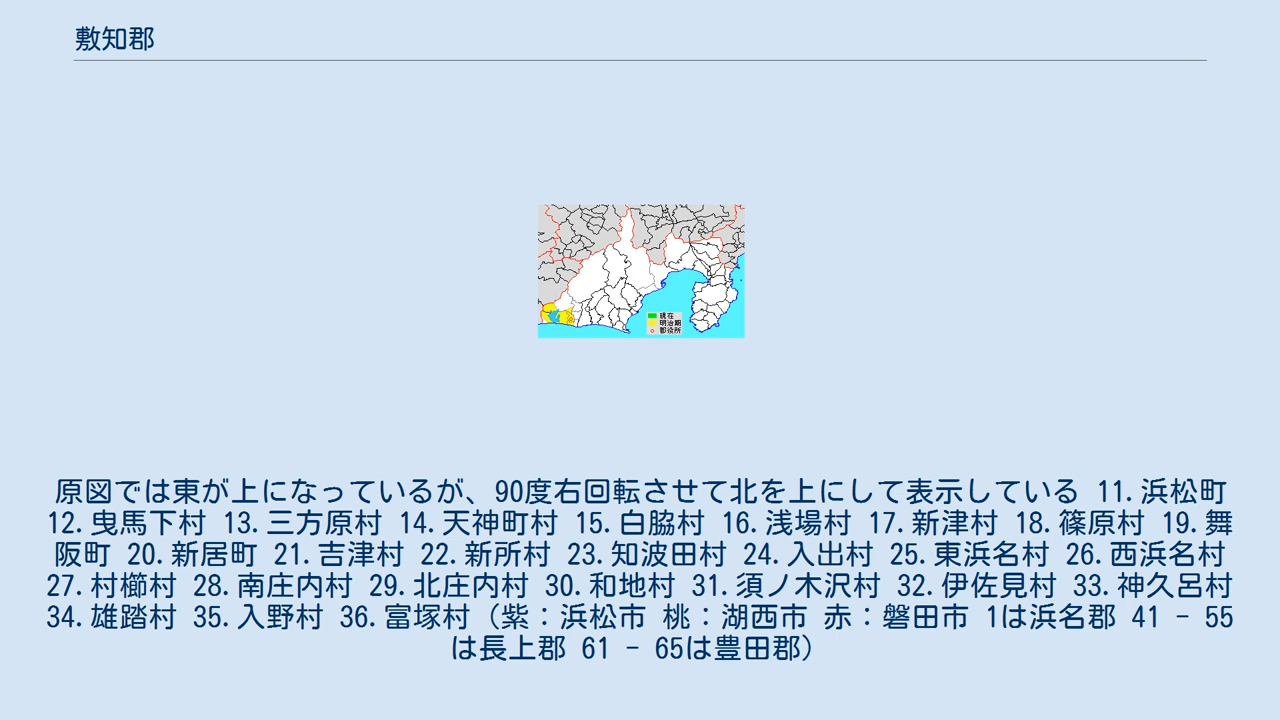 敷知郡
現在
明治期
郡役所
原図では東が上になっているが、90度右回転させて北を上にして表示している 11.浜松町
12.曳馬下村 13.三方原村 14.天神町村 15.白脇村 16.浅場村 17.新津村 18.篠原村 19.舞
阪町 20.新居町 21.吉津村 22.新所村 23.知波田村 24.入出村 25.東浜名村 26.西浜名村
27.村櫛村 28.南庄内村 29.北庄内村 30.和地村 31.須ノ木沢村 32.伊佐見村 33.神久呂村
34.雄踏村 35.入野村 36.富塚村（紫：浜松市 桃：湖西市 赤：磐田市 1は浜名郡 41 - 55
は長上郡 61 - 65は豊田郡）